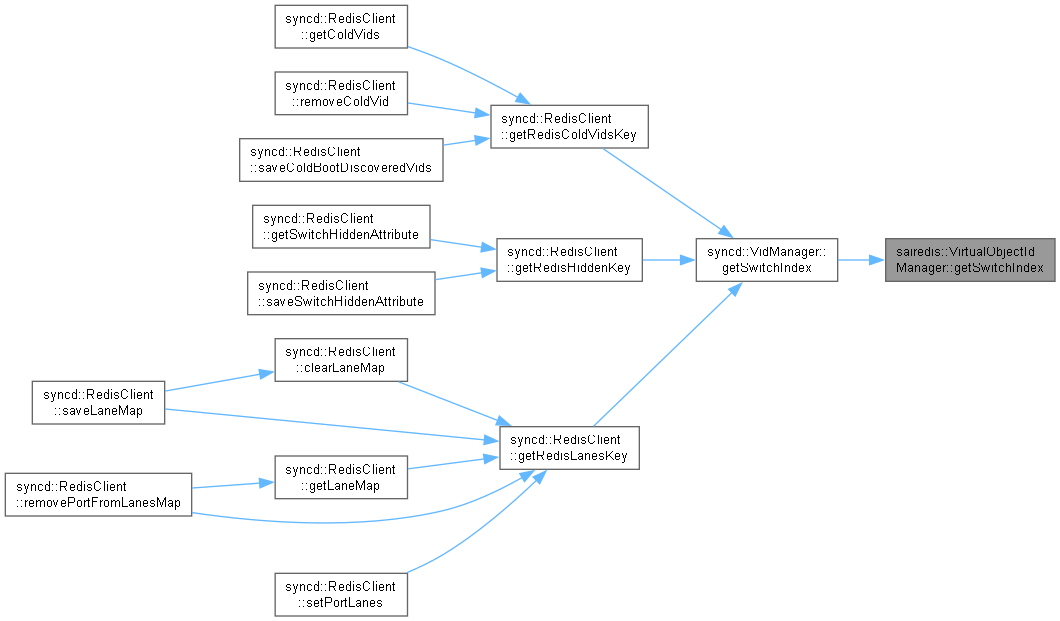 syncd::RedisClient
::getColdVids
syncd::RedisClient
::removeColdVid
syncd::RedisClient
::saveColdBootDiscoveredVids
syncd::RedisClient
::getRedisColdVidsKey
syncd::RedisClient
::getSwitchHiddenAttribute
syncd::RedisClient
::saveSwitchHiddenAttribute
syncd::RedisClient
::getRedisHiddenKey
syncd::VidManager::
getSwitchIndex
sairedis::VirtualObjectId
Manager::getSwitchIndex
syncd::RedisClient
::clearLaneMap
syncd::RedisClient
::saveLaneMap
syncd::RedisClient
::getRedisLanesKey
syncd::RedisClient
::getLaneMap
syncd::RedisClient
::removePortFromLanesMap
syncd::RedisClient
::setPortLanes